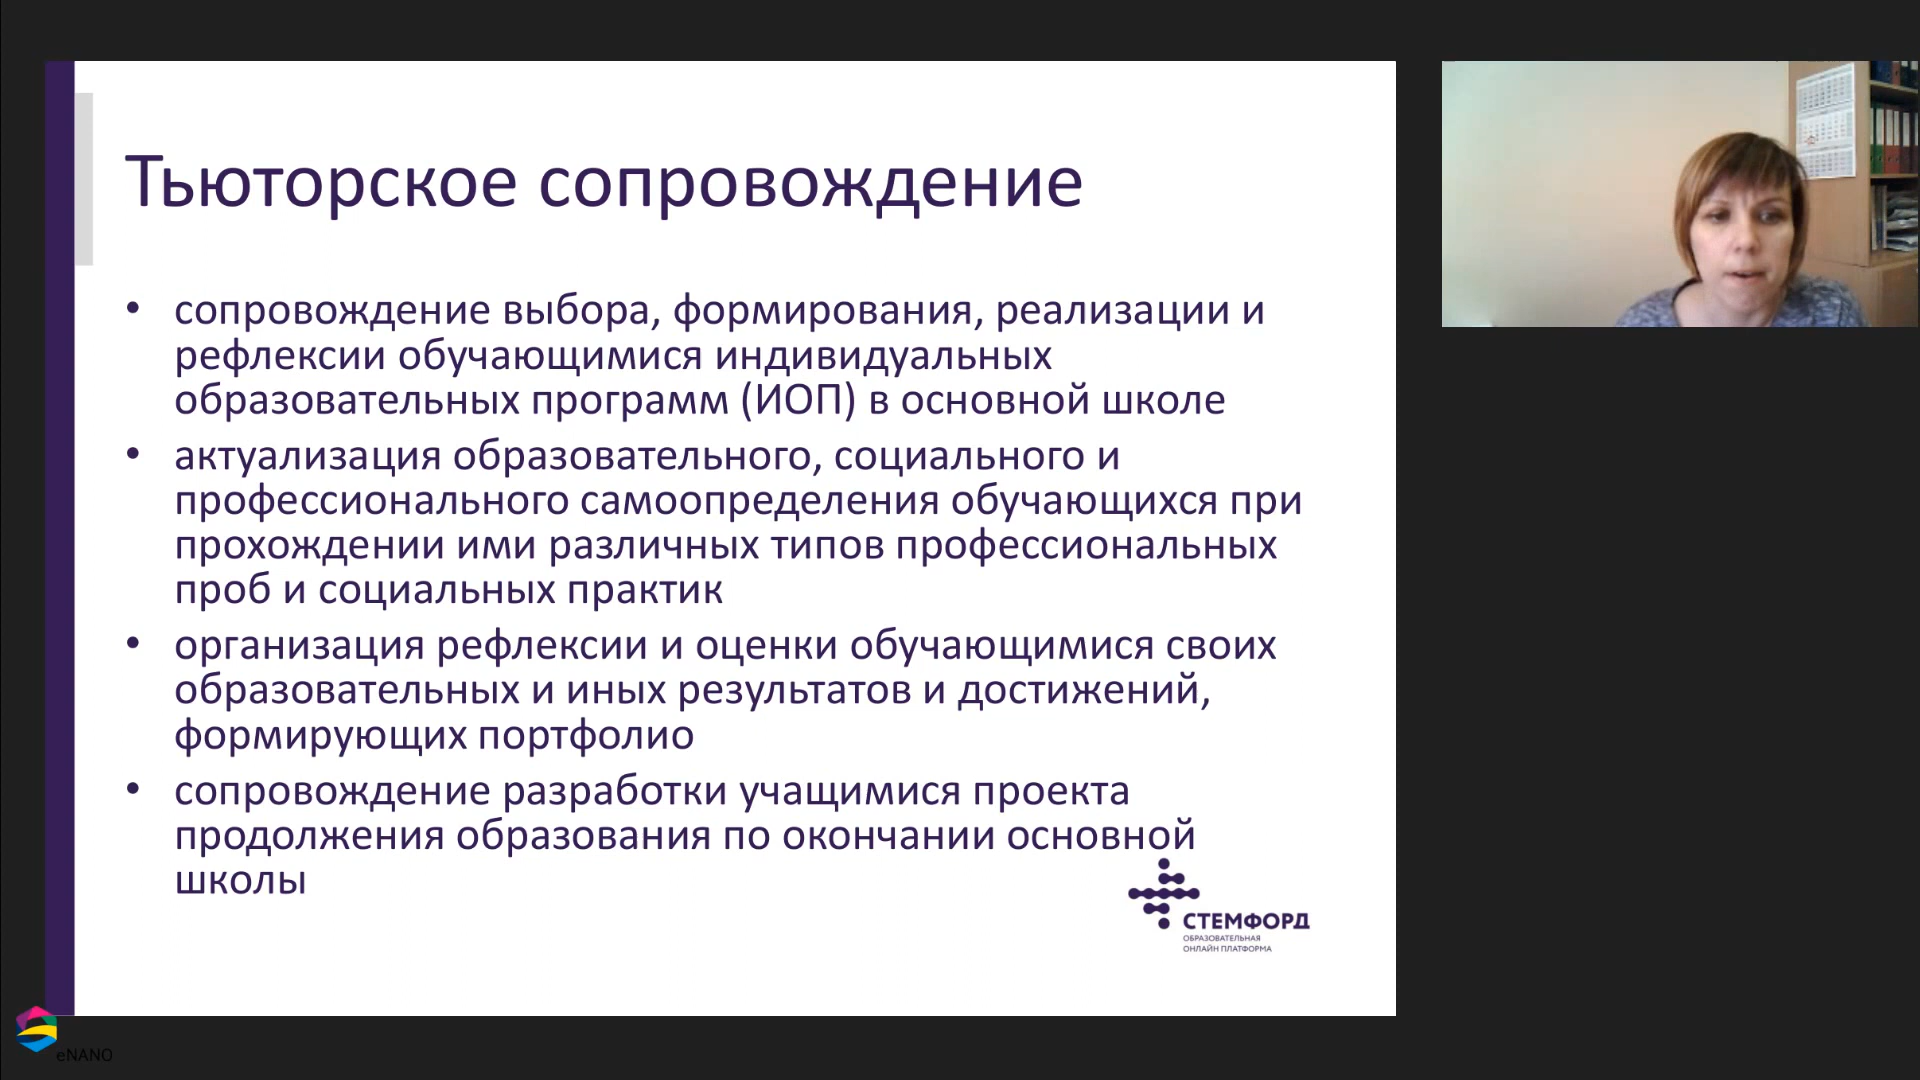 Тьюторское сопровождение
• сопровождение выбора, формирования, реализации и
рефлексии обучающимися индивидуальных
образовательных программ (ИОП) в основной школе
• актуализация образовательного, социального и
профессионального самоопределения обучающихся при
прохождении ими различных типов профессиональных
проб и социальных практик
• организация рефлексии и оценки обучающимися своих
образовательных и иных результатов и достижений,
формирующих портфолио
• сопровождение разработки учащимися проекта
продолжения образования по окончании основной
школы
СТЕМФОРД
ОБРАЗОВАТЕЛЬНАЯ
ОНЛАЙН ПЛАТФОРМА
eNANO